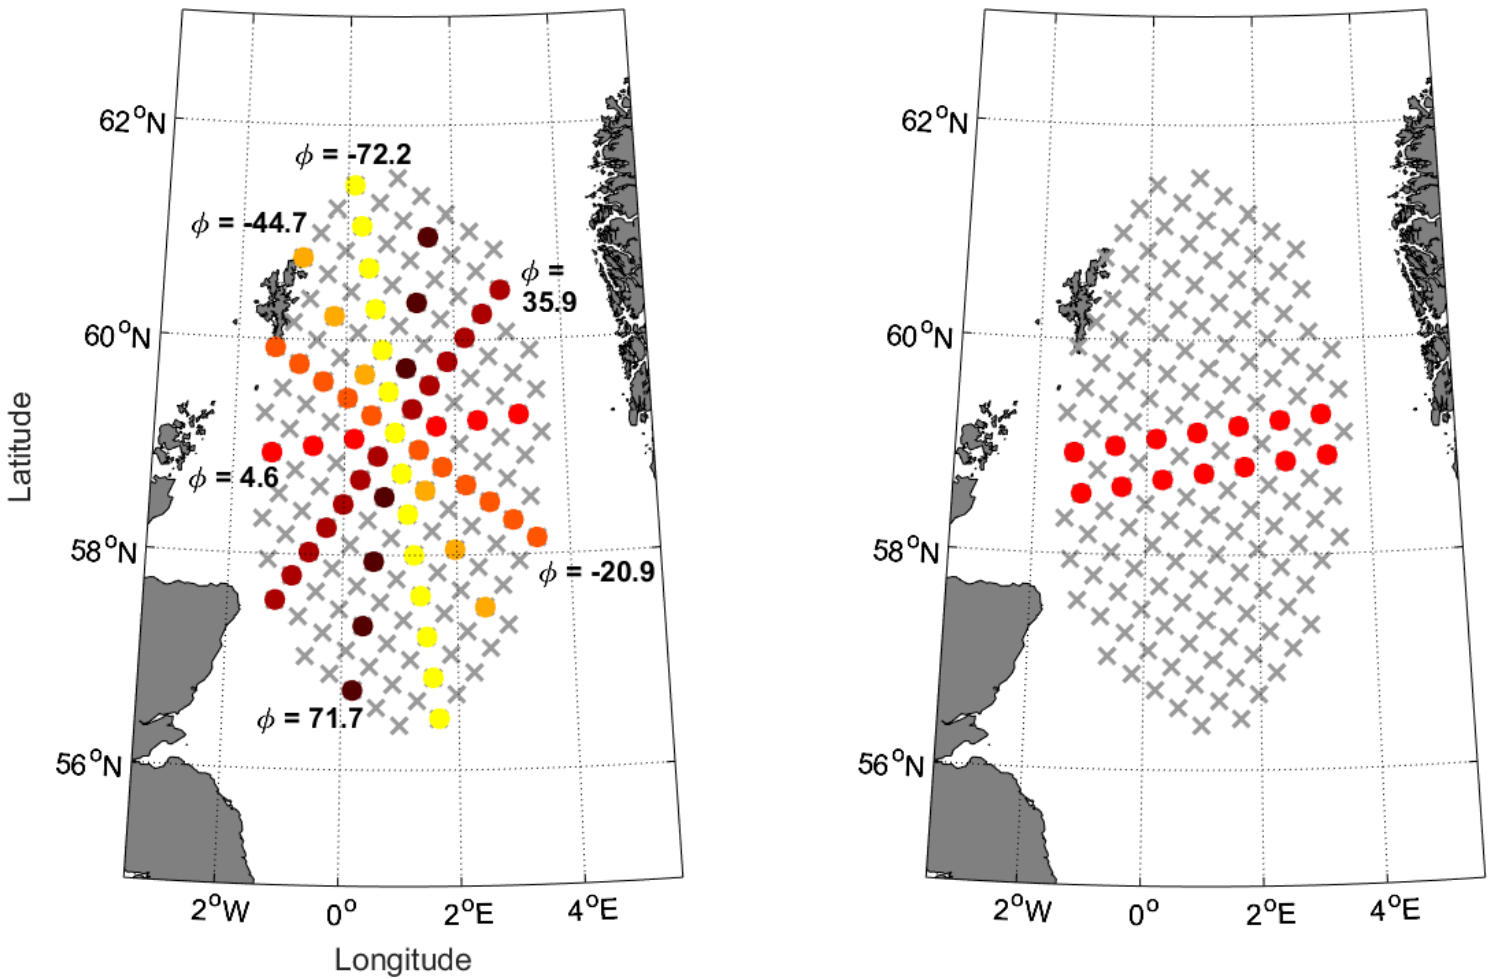 62°N
62°N
ϕ = -72.2
ϕ = -44.7
ϕ =
35.9
60°N
60°N
Latitude
ϕ = 4.6
58°N
58°N
ϕ = -20.9
ϕ = 71.7
56°N
56°N
2°W 0° 2°E 4°E
2°W 0° 2°E 4°E
Longitude